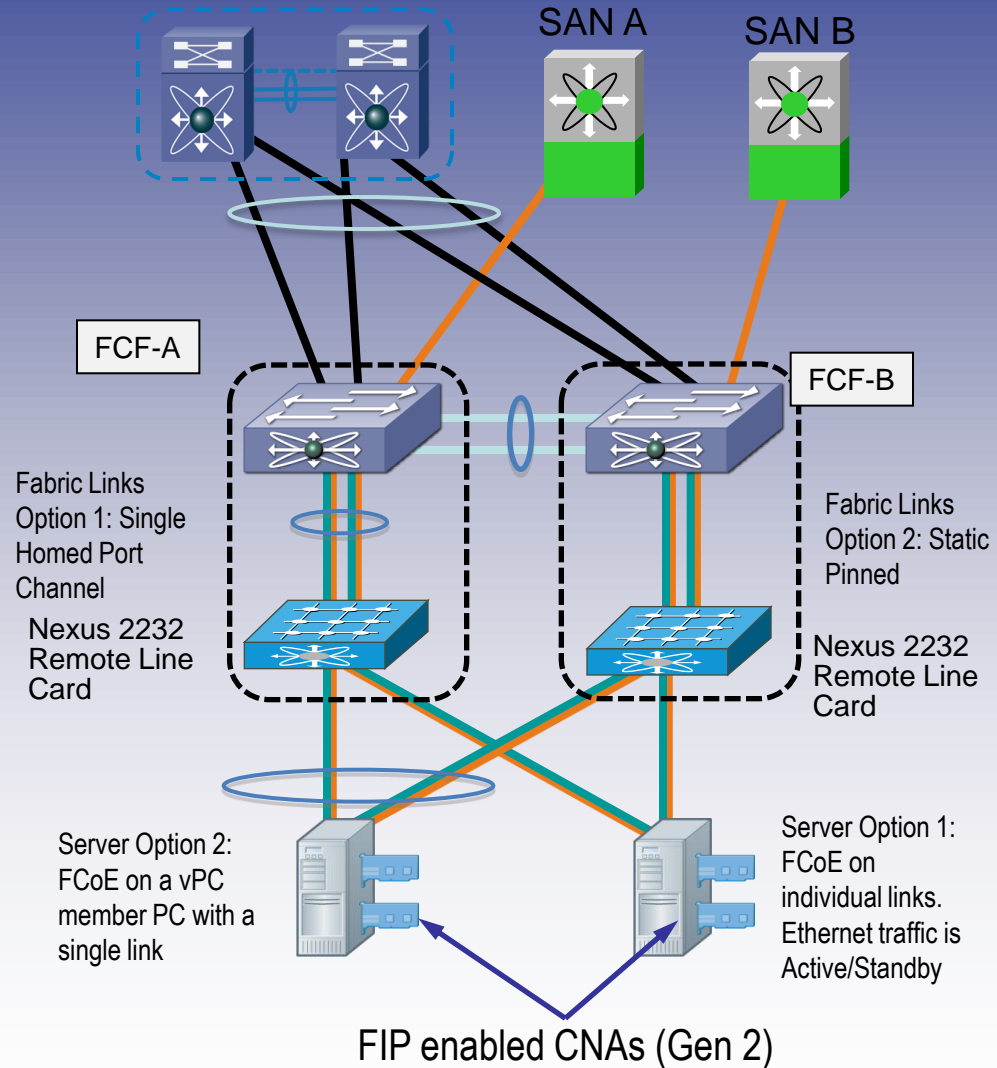 SAN A
SAN B
FCF-A
FCF-B
Fabric Links
Option 1: Single
Homed Port
Channel
Fabric Links
Option 2: Static
Pinned
Nexus 2232
Remote Line
Card
Nexus 2232
Remote Line
Card
Server Option 2:
FCoE on a vPC
member PC with a
single link
Server Option 1:
FCoE on
individual links.
Ethernet traffic is
Active/Standby
FIP enabled CNAs (Gen 2)